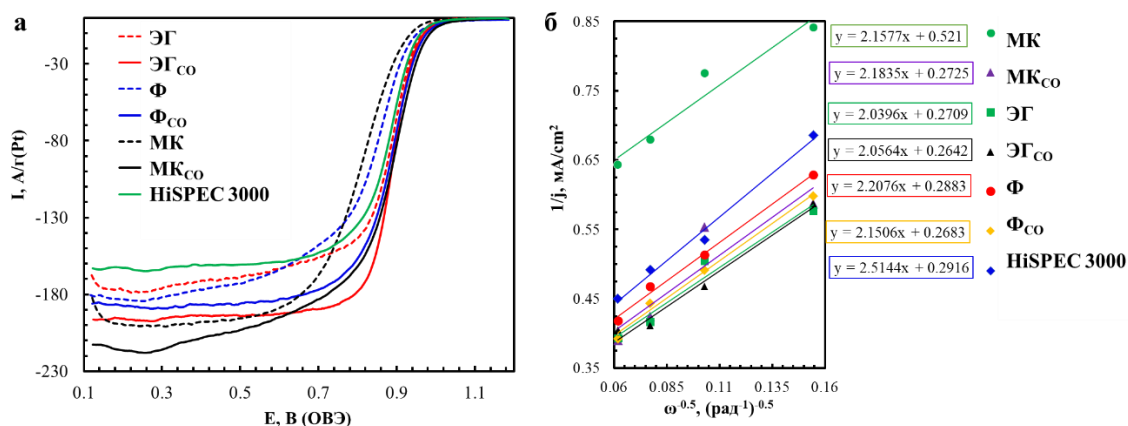 а
I, А/г(Pt)
-30
-80
-130
-180
-230
0.1
0.3
0.5
0.7
0.9
1.1
E, В (ОВЭ)
ЭГ
ЭГCO
Ф
ФCO
МК
МКCO
HiSPEC 3000
б
1/j, мА/cm²
0.85
0.75
0.65
0.55
0.45
0.35
0.06
0.085
0.11
0.135
0.16
ω⁻⁰·⁵, (рад⁻¹)⁻⁰·⁵
y = 2.1577x + 0.521
МК
y = 2.1835x + 0.2725
МКCO
y = 2.0396x + 0.2709
ЭГ
y = 2.0564x + 0.2642
ЭГCO
y = 2.2076x + 0.2883
Ф
y = 2.1506x + 0.2683
ФCO
y = 2.5144x + 0.2916
HiSPEC 3000